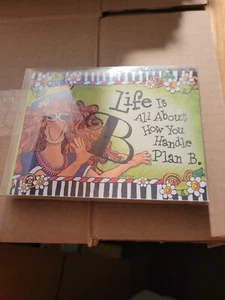 Life Is
All About
How You
Handle
Plan B.